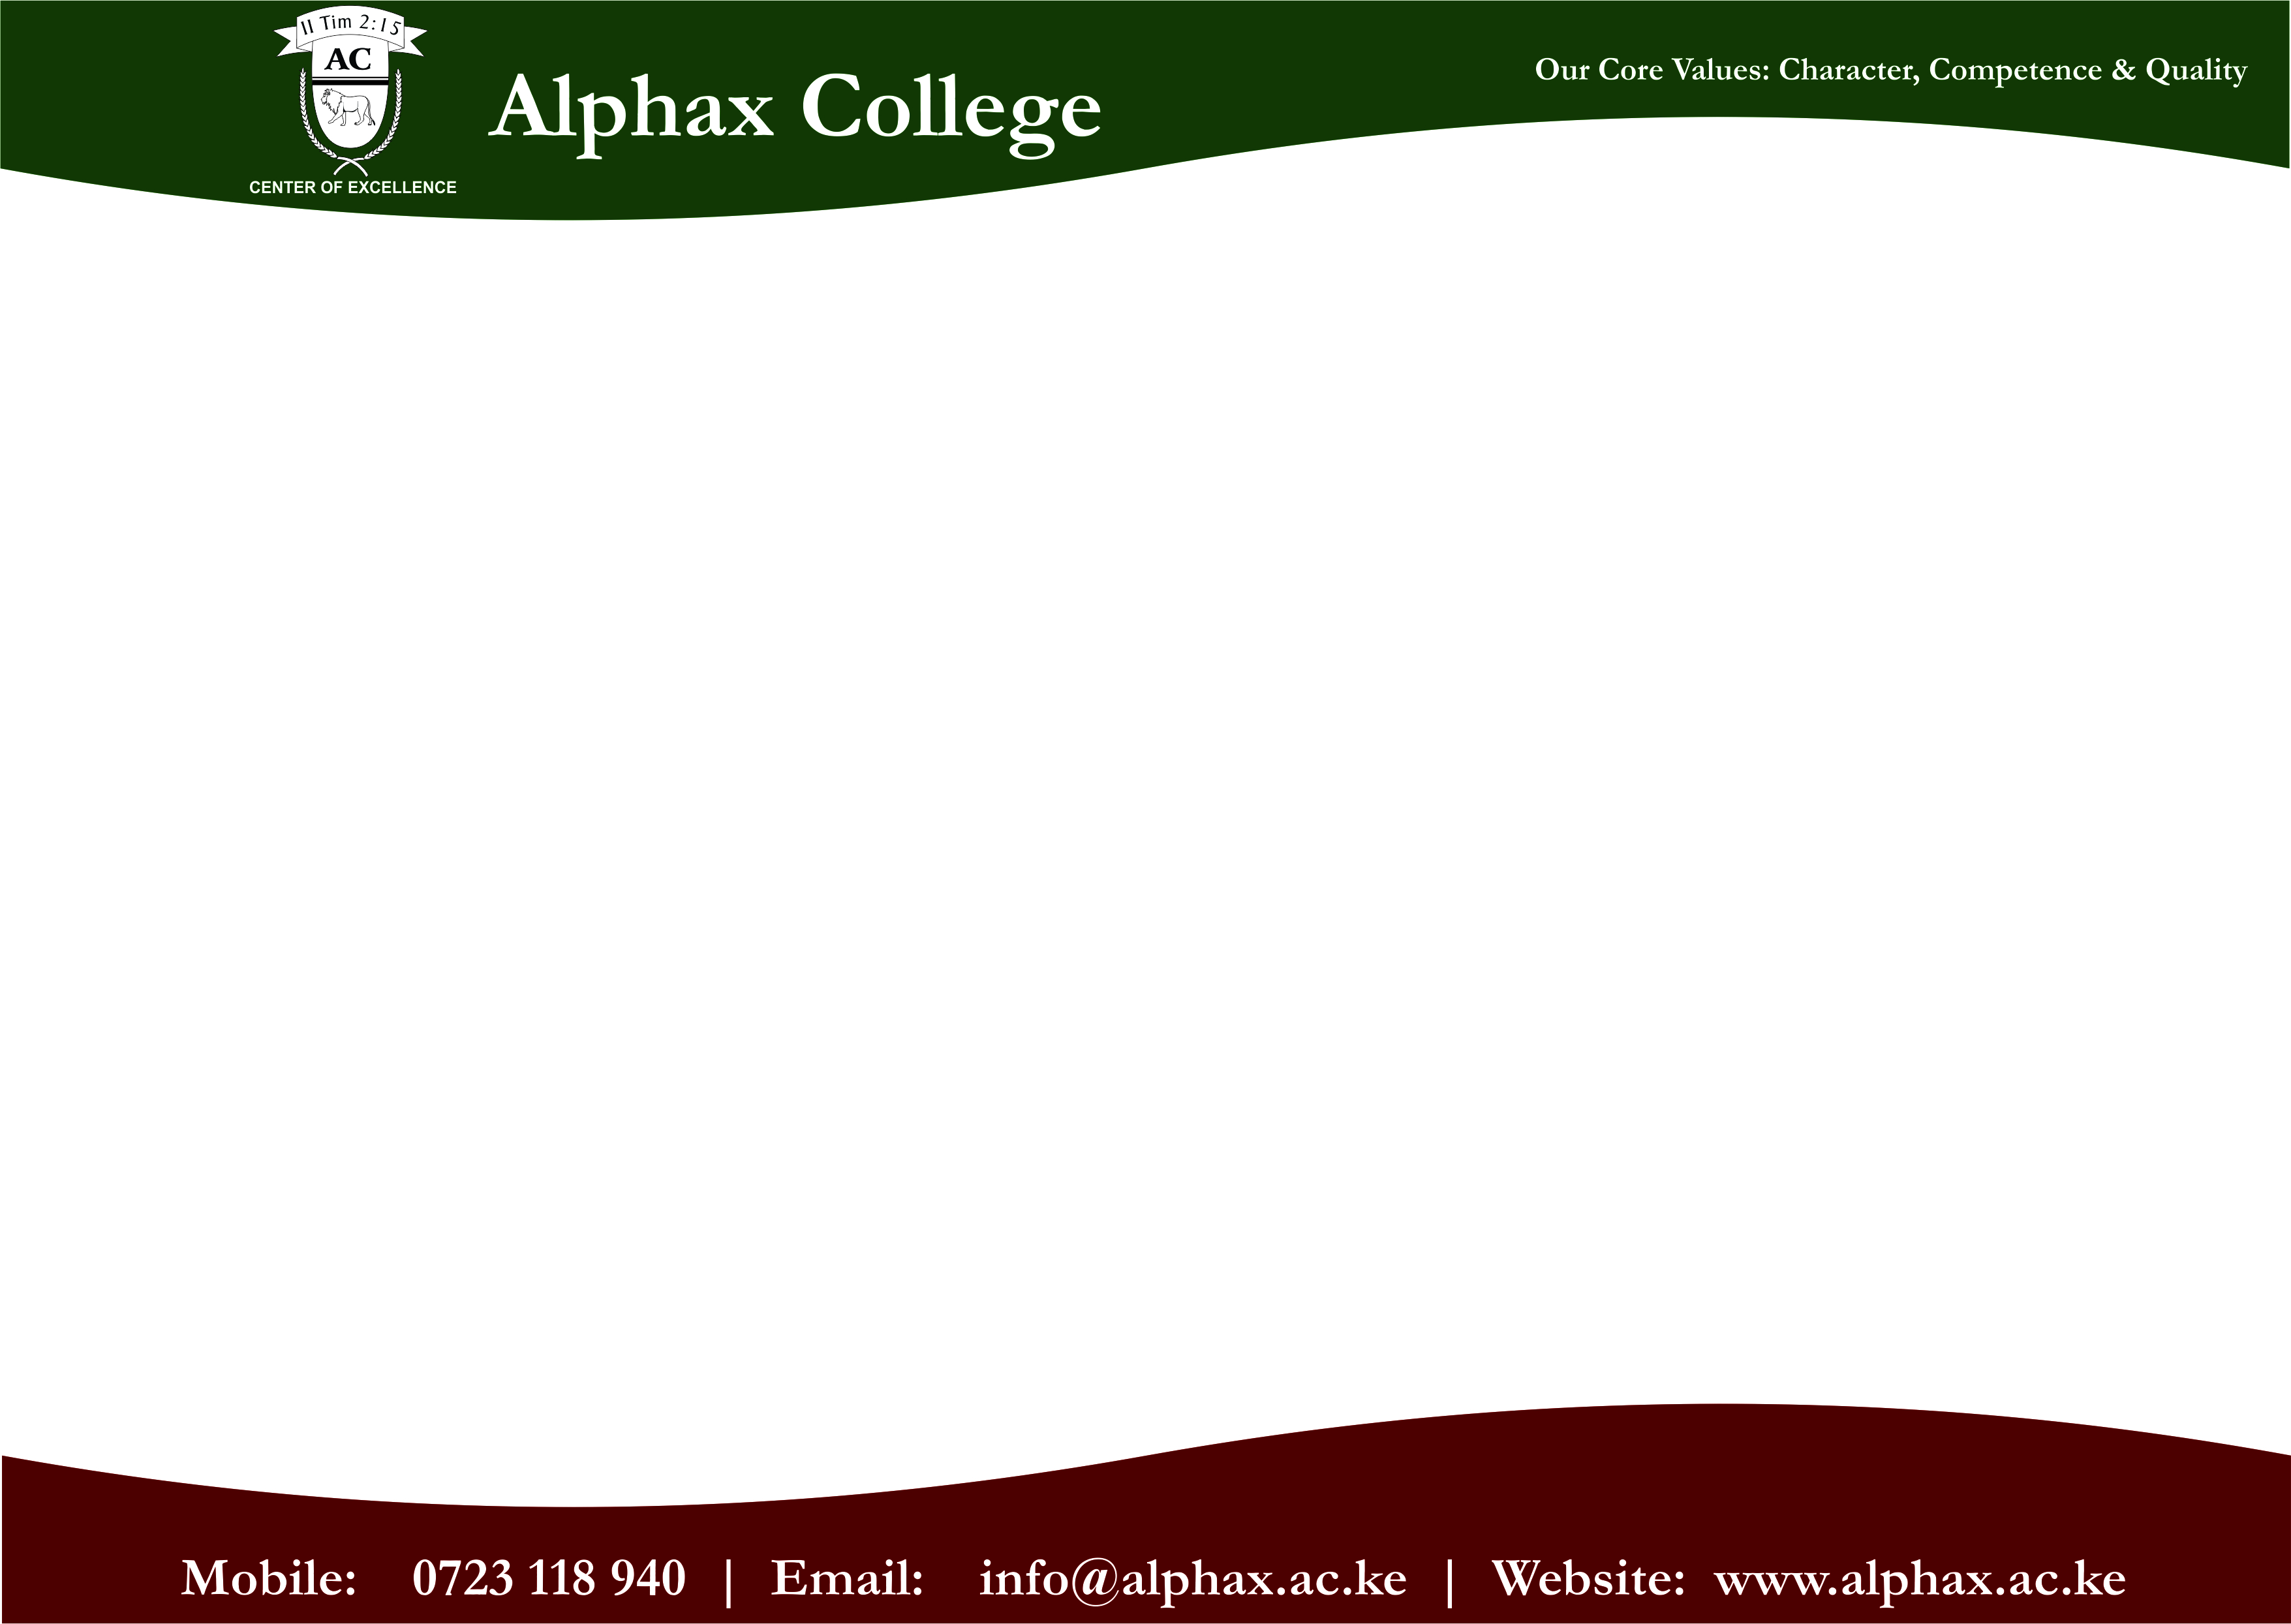 II Tim 2:15
AC
CENTER OF EXCELLENCE
Alphax College
Our Core Values: Character, Competence & Quality
Mobile: 0723 118 940 | Email: info@alphax.ac.ke | Website: www.alphax.ac.ke